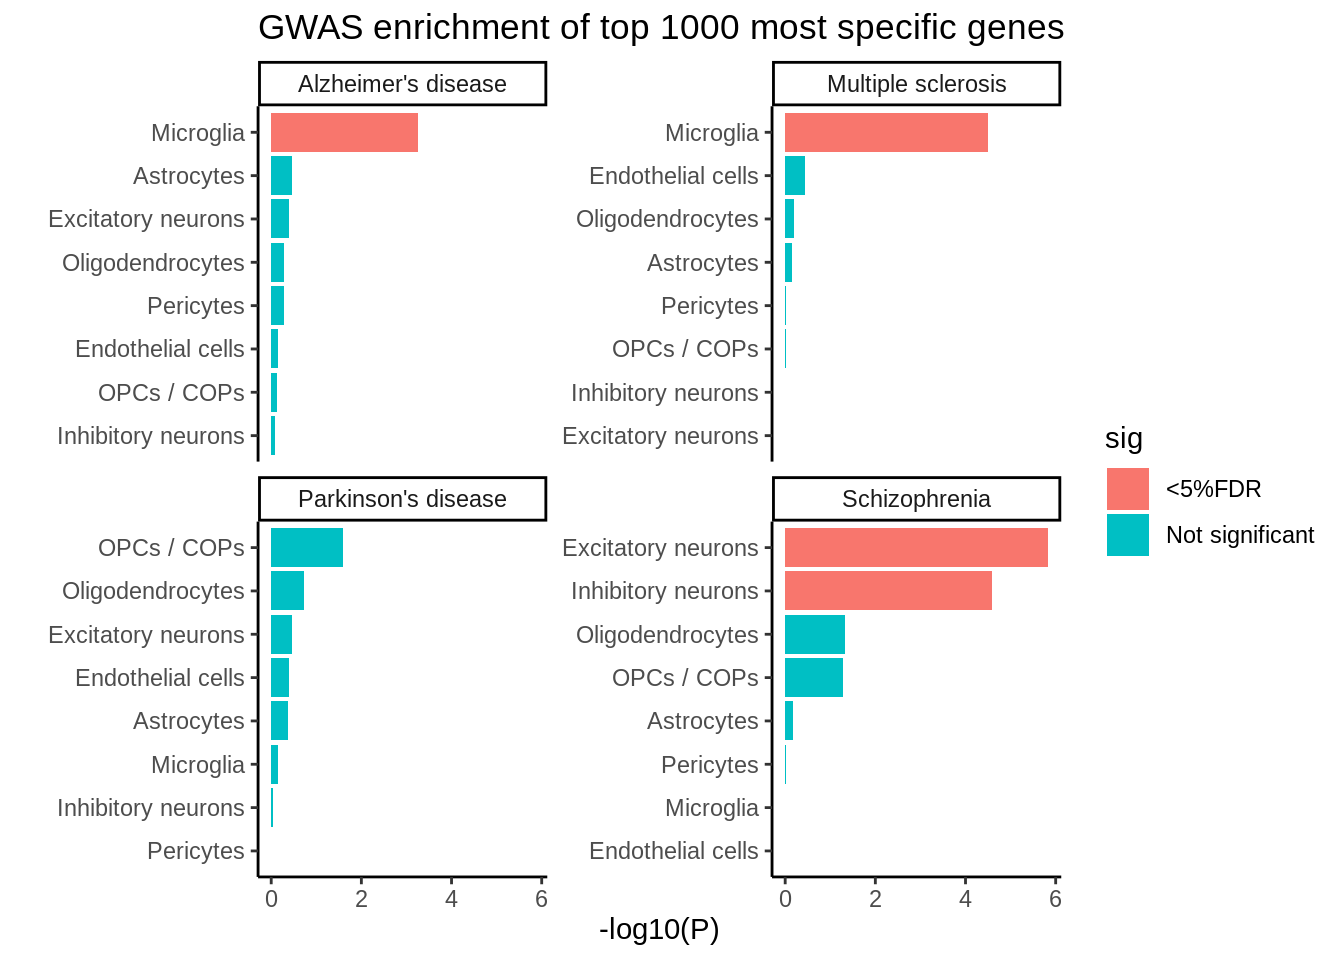 GWAS enrichment of top 1000 most specific genes
Alzheimer's disease
Microglia
Astrocytes
Excitatory neurons
Oligodendrocytes
Pericytes
Endothelial cells
OPCs / COPs
Inhibitory neurons
Multiple sclerosis
Microglia
Endothelial cells
Oligodendrocytes
Astrocytes
Pericytes
OPCs / COPs
Inhibitory neurons
Excitatory neurons
Parkinson's disease
OPCs / COPs
Oligodendrocytes
Excitatory neurons
Endothelial cells
Astrocytes
Microglia
Inhibitory neurons
Pericytes
0 2 4 6
Schizophrenia
Excitatory neurons
Inhibitory neurons
Oligodendrocytes
OPCs / COPs
Astrocytes
Pericytes
Microglia
Endothelial cells
0 2 4 6
-log10(P)
sig
<5%FDR
Not significant